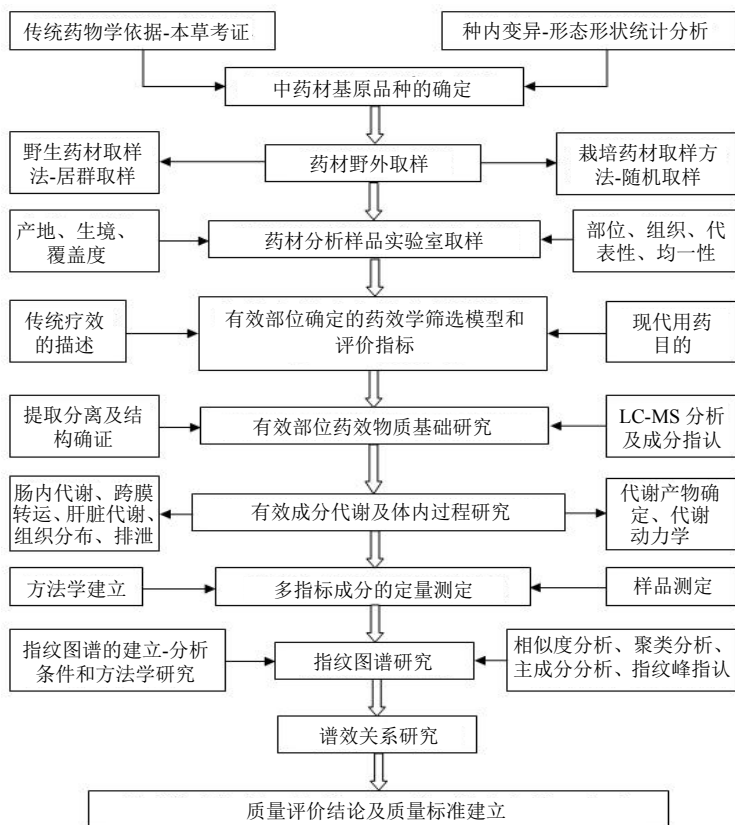 传统药物学依据-本草考证
种内变异-形态形状统计分析
中药材基原品种的确定
野生药材取样
法-居群取样
药材野外取样
栽培药材取样方
法-随机取样
产地、生境、
覆盖度
药材分析样品实验室取样
部位、组织、代
表性、均一性
传统疗效
的描述
有效部位确定的药效学筛选模型和
评价指标
现代用药
目的
提取分离及结
构确证
有效部位药效物质基础研究
LC-MS 分析
及成分指认
肠内代谢、跨膜
转运、肝脏代谢、
组织分布、排泄
有效成分代谢及体内过程研究
代谢产物确
定、代谢
动力学
方法学建立
多指标成分的定量测定
样品测定
指纹图谱的建立-分析
条件和方法学研究
指纹图谱研究
相似度分析、聚类分析、
主成分分析、指纹峰指认
谱效关系研究
质量评价结论及质量标准建立